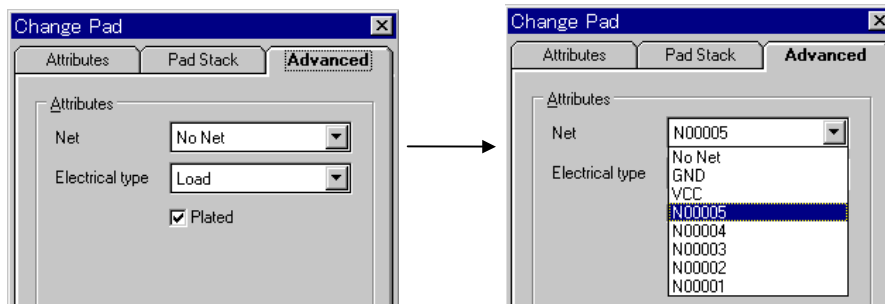 Change Pad
Attributes Pad Stack Advanced
Attributes
Net No Net
Electrical type Load
Plated
Change Pad
Attributes Pad Stack Advanced
Attributes
Net N00005
No Net
Electrical type GND
VCC
N00005
N00004
N00003
N00002
N00001